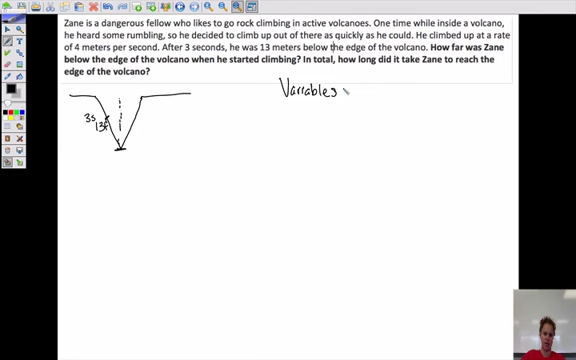 Zane is a dangerous fellow who likes to go rock climbing in active volcanoes. One time while inside a volcano,
he heard some rumbling, so he decided to climb up out of there as quickly as he could. He climbed up at a rate
of 4 meters per second. After 3 seconds, he was 13 meters below the edge of the volcano. How far was Zane
below the edge of the volcano when he started climbing? In total, how long did it take Zane to reach the
edge of the volcano?
Variables
3s
13